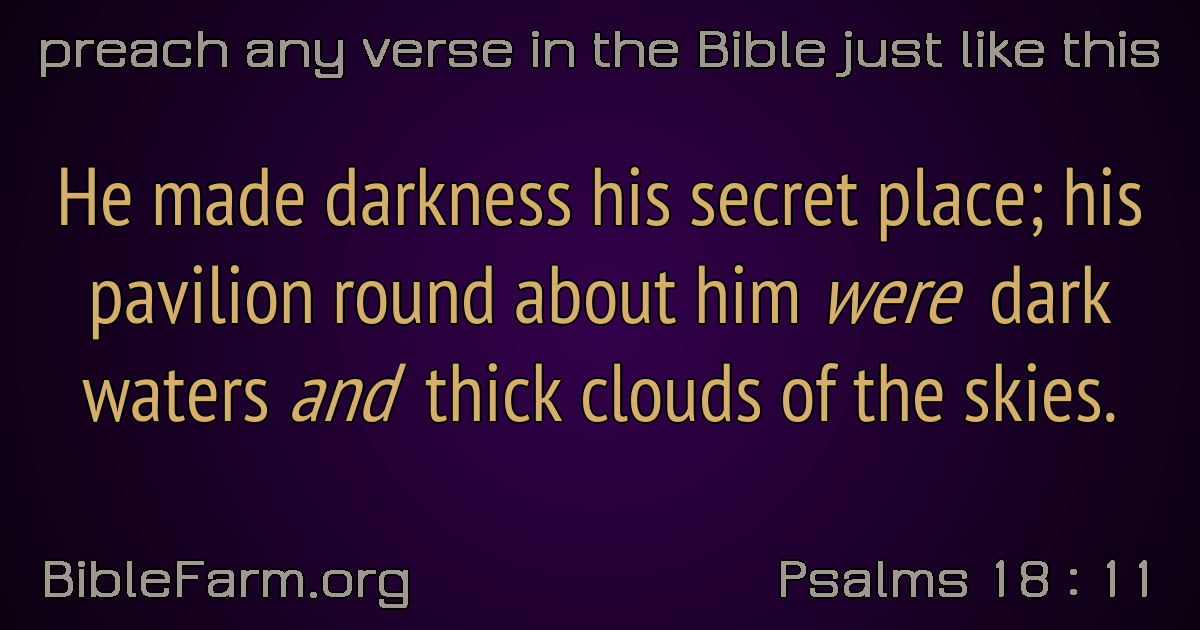 preach any verse in the Bible just like this
He made darkness his secret place; his
pavilion round about him were dark
waters and thick clouds of the skies.
BibleFarm.org
Psalms 18 : 11